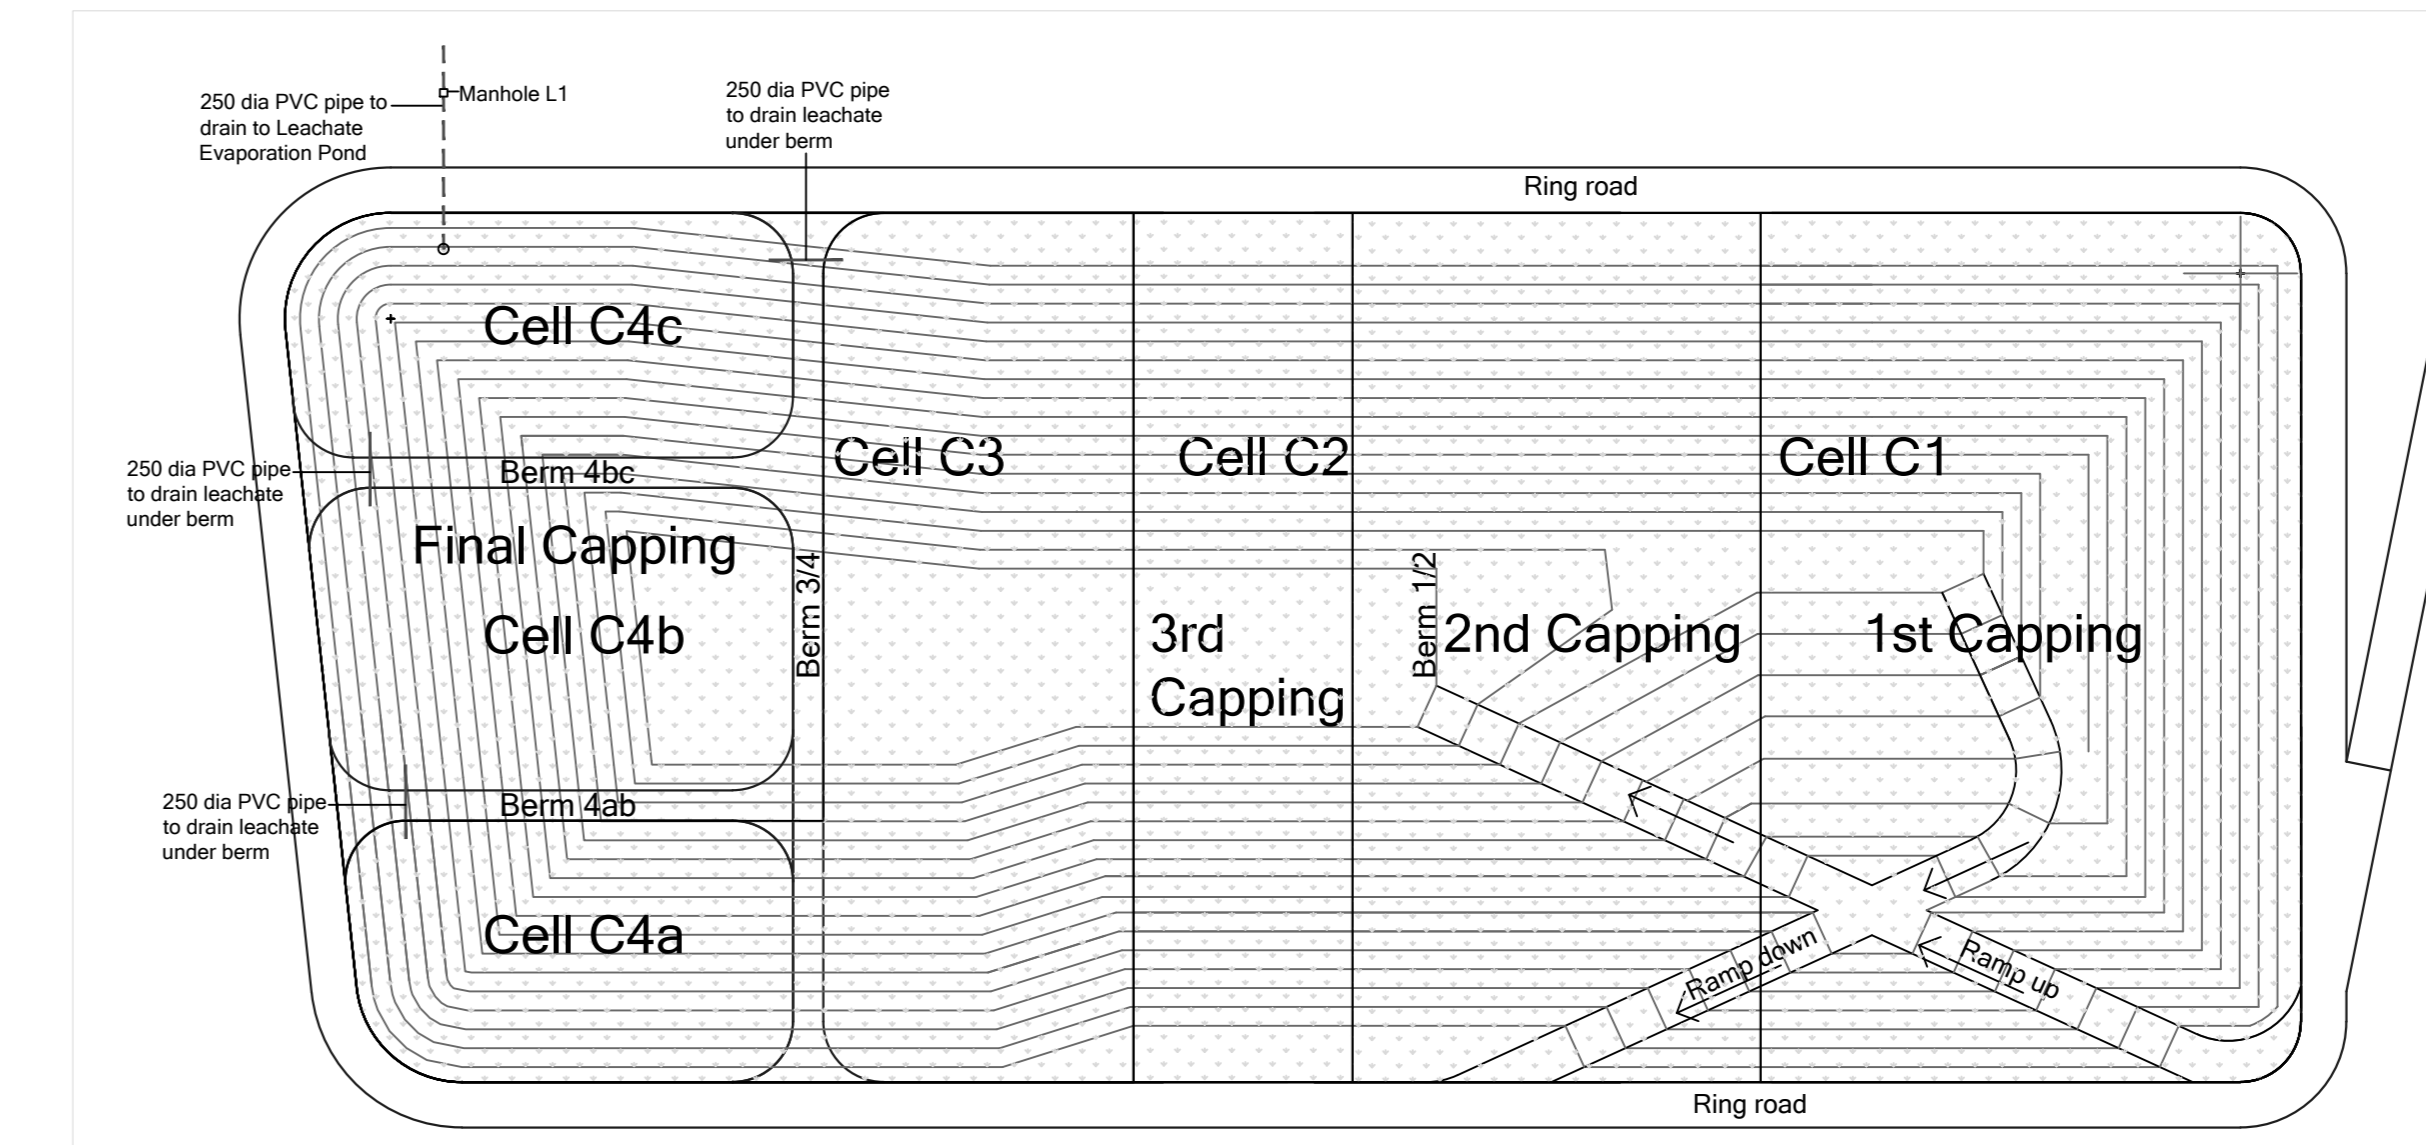 250 dia PVC pipe to
drain to Leachate
Evaporation Pond
Manhole L1
250 dia PVC pipe
to drain leachate
under berm
Ring road
Cell C4c
Cell C3
Cell C2
Cell C1
250 dia PVC pipe
to drain leachate
under berm
Berm 4bc
Final Capping
Cell C4b
Berm 3/4
3rd
Capping
Berm 1/2
2nd Capping
1st Capping
250 dia PVC pipe
to drain leachate
under berm
Berm 4ab
Cell C4a
Ramp down
Ramp up
Ring road